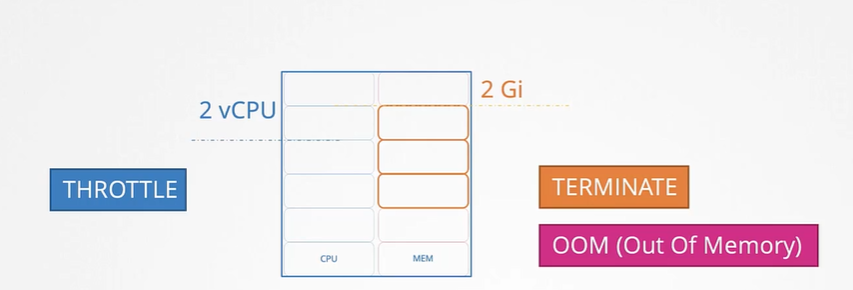 2 Gi
2 vCPU
THROTTLE
TERMINATE
OOM (Out Of Memory)
CPU
MEM